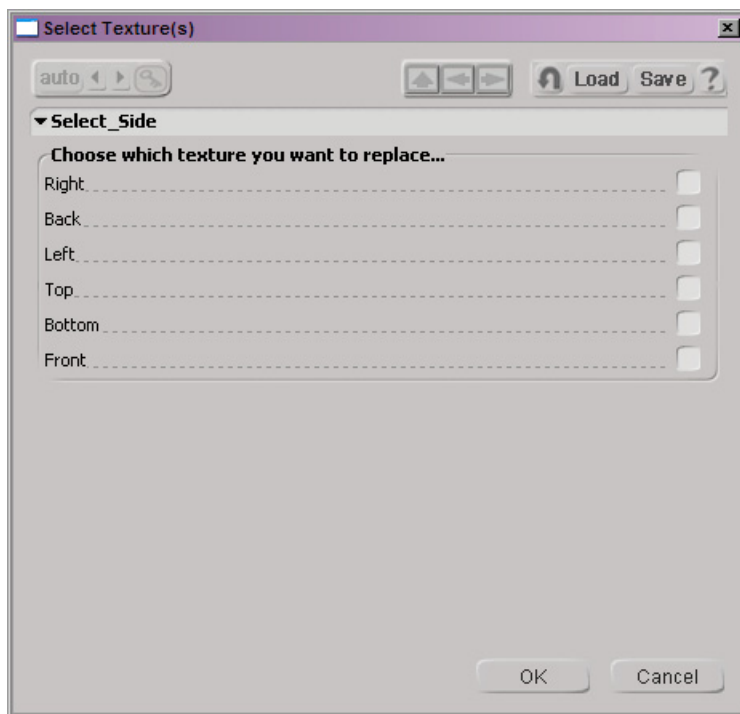 Select Texture(s)
auto Load Save ?
Select_Side
Choose which texture you want to replace...
Right
Back
Left
Top
Bottom
Front
OK Cancel